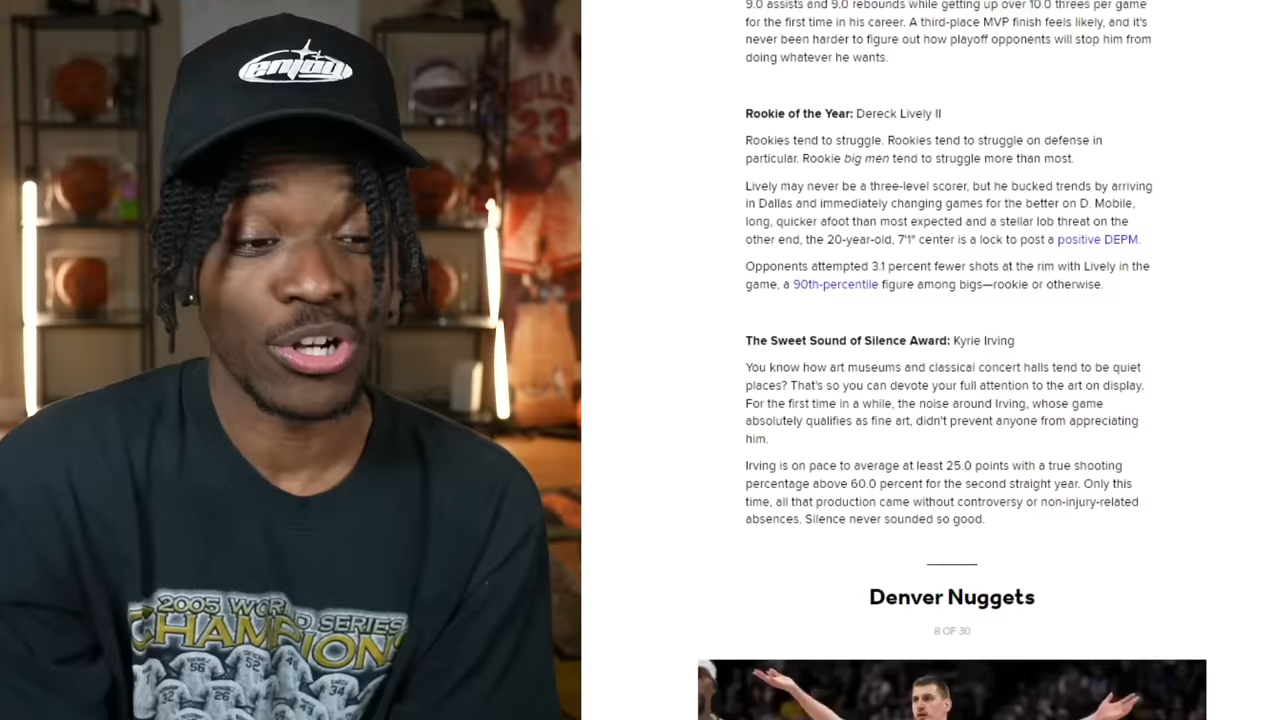 enjoy
BULLS
23
2005 WORLD SERIES
CHAMPIONS
56
52
32
26
34
9.0 assists and 9.0 rebounds while getting up over 10.0 threes per game
for the first time in his career. A third-place MVP finish feels likely, and it's
never been harder to figure out how playoff opponents will stop him from
doing whatever he wants.
Rookie of the Year: Dereck Lively II
Rookies tend to struggle. Rookies tend to struggle on defense in
particular. Rookie big men tend to struggle more than most.
Lively may never be a three-level scorer, but he bucked trends by arriving
in Dallas and immediately changing games for the better on D. Mobile,
long, quicker afoot than most expected and a stellar lob threat on the
other end, the 20-year-old, 7'1" center is a lock to post a positive DEPM.
Opponents attempted 3.1 percent fewer shots at the rim with Lively in the
game, a 90th-percentile figure among bigs—rookie or otherwise.
The Sweet Sound of Silence Award: Kyrie Irving
You know how art museums and classical concert halls tend to be quiet
places? That's so you can devote your full attention to the art on display.
For the first time in a while, the noise around Irving, whose game
absolutely qualifies as fine art, didn't prevent anyone from appreciating
him.
Irving is on pace to average at least 25.0 points with a true shooting
percentage above 60.0 percent for the second straight year. Only this
time, all that production came without controversy or non-injury-related
absences. Silence never sounded so good.
Denver Nuggets
8 OF 30